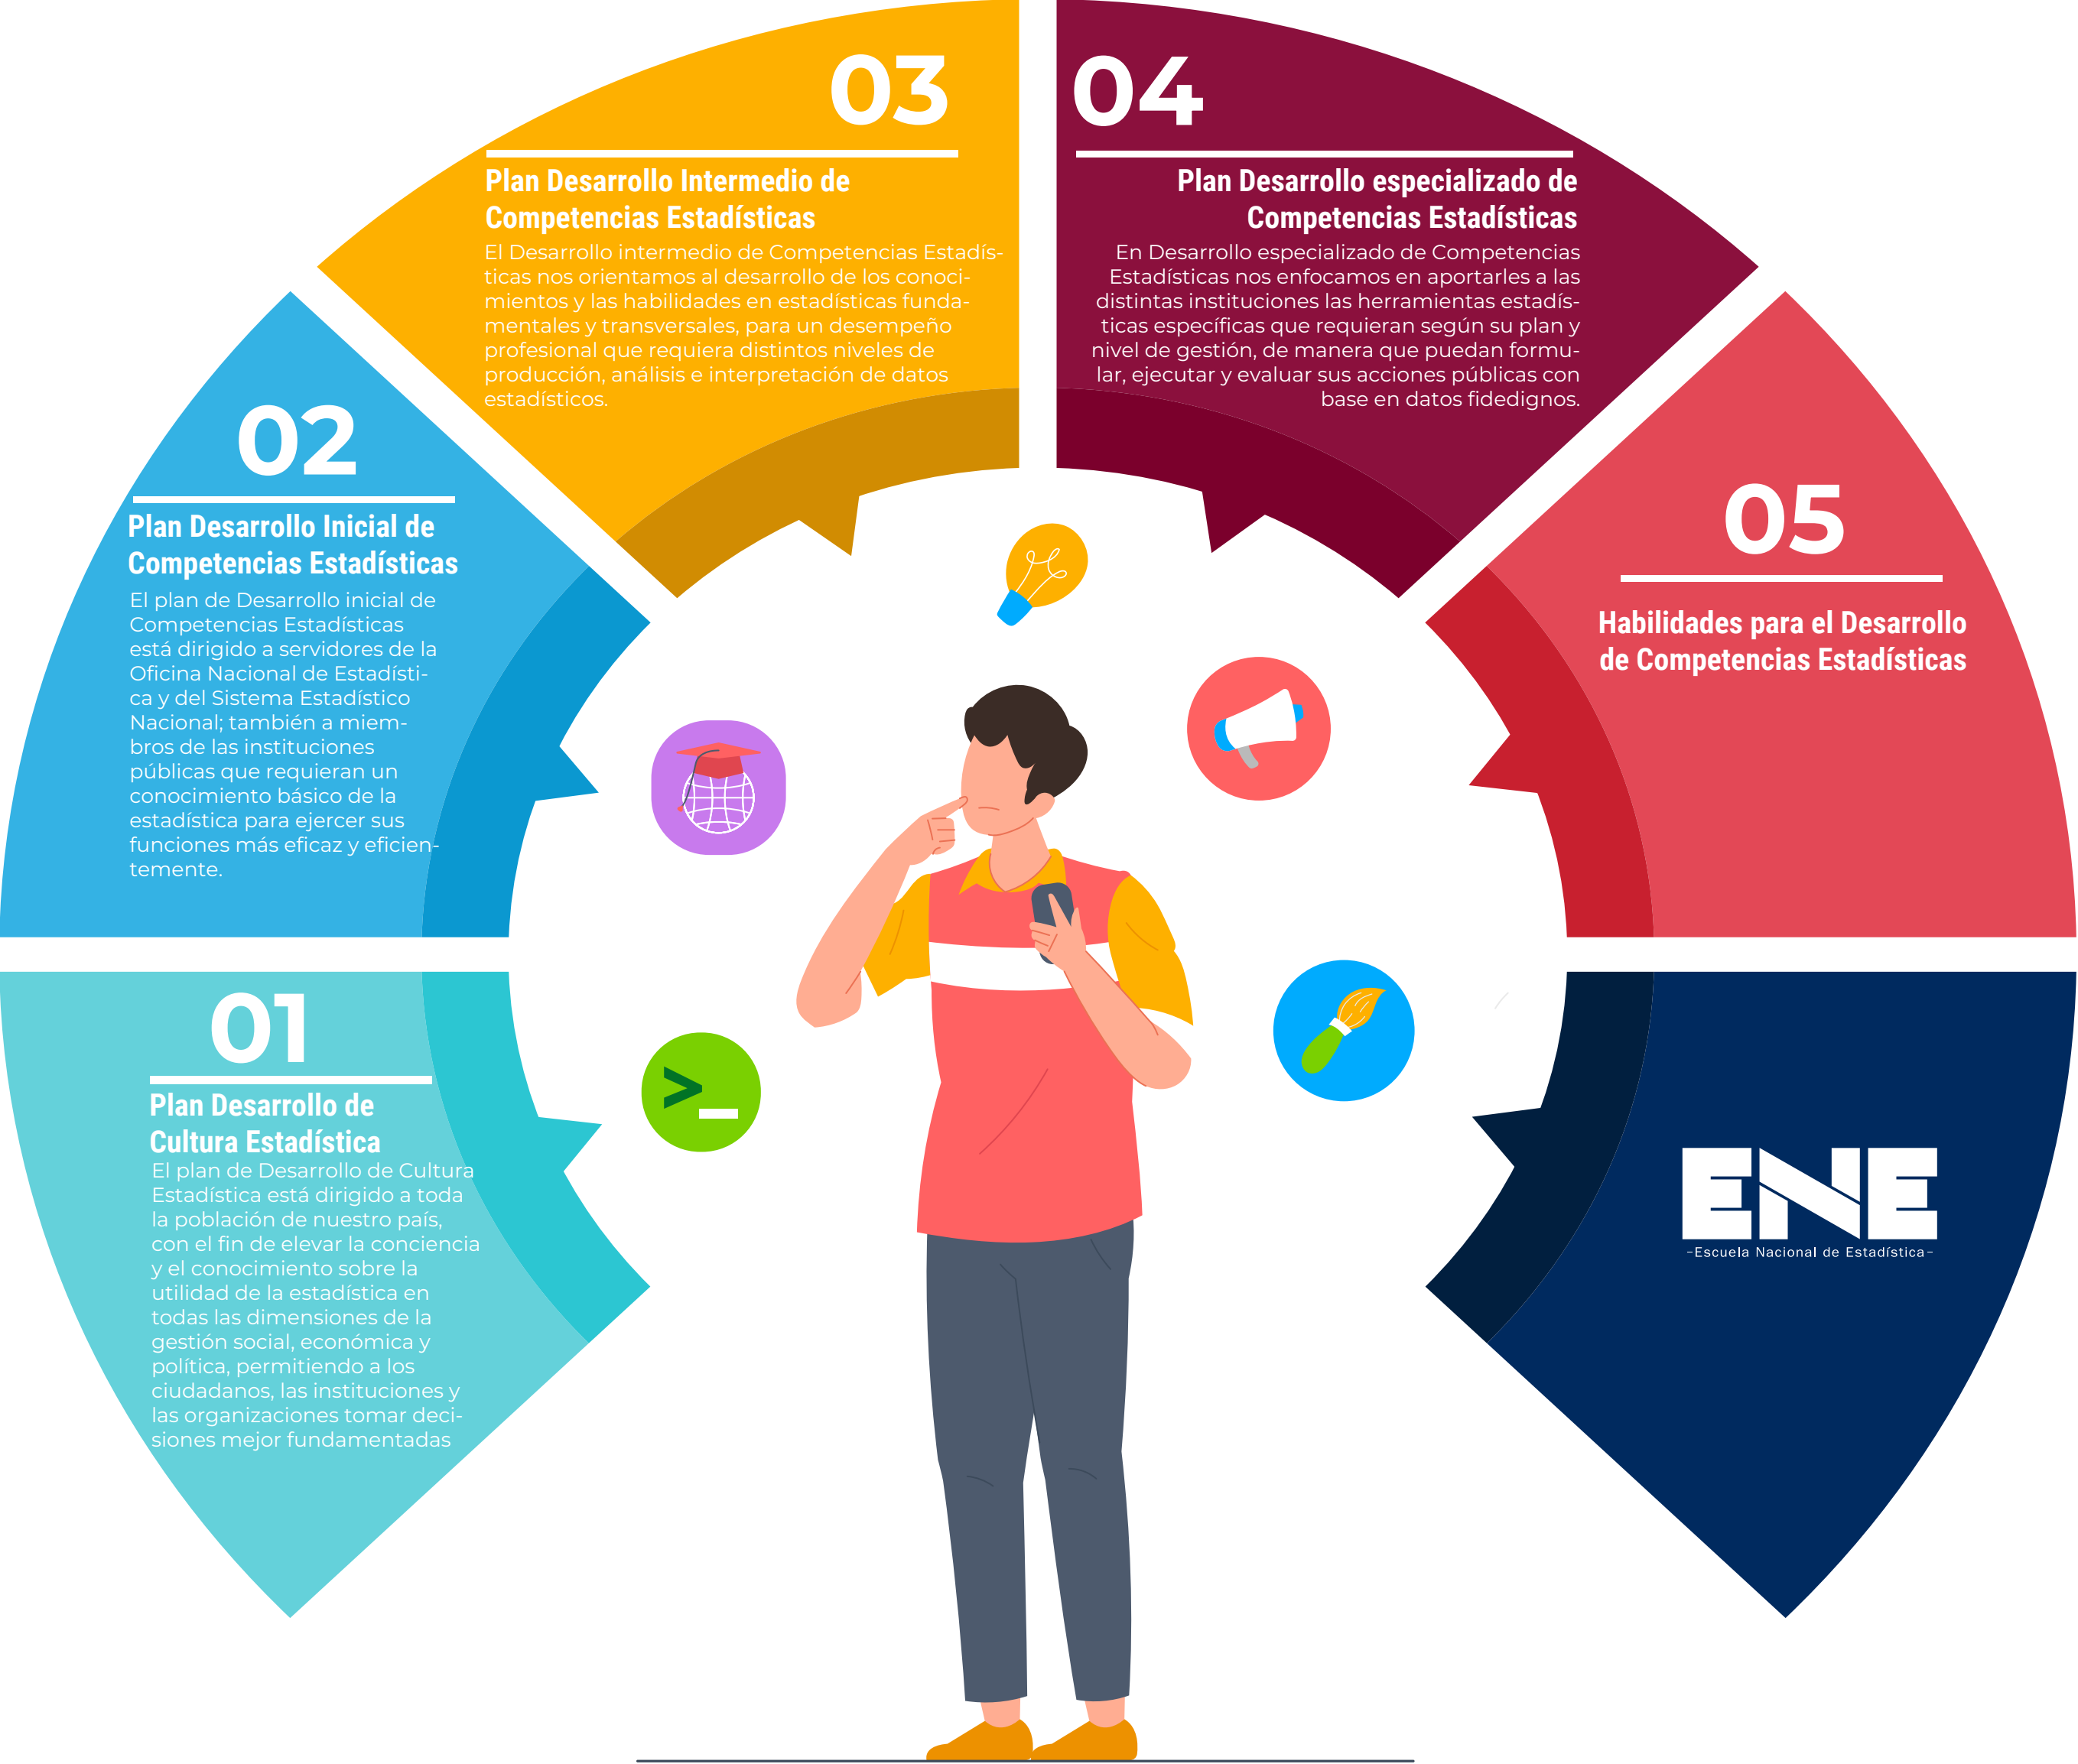 01
Plan Desarrollo de
Cultura Estadística
El plan de Desarrollo de Cultura
Estadística está dirigido a toda
la población de nuestro país,
con el fin de elevar la conciencia
y el conocimiento sobre la
utilidad de la estadística en
todas las dimensiones de la
gestión social, económica y
política, permitiendo a los
ciudadanos, las instituciones y
las organizaciones tomar deci-
siones mejor fundamentadas
02
Plan Desarrollo Inicial de
Competencias Estadísticas
El plan de Desarrollo inicial de
Competencias Estadísticas
está dirigido a servidores de la
Oficina Nacional de Estadísti-
ca y del Sistema Estadístico
Nacional; también a miem-
bros de las instituciones
públicas que requieran un
conocimiento básico de la
estadística para ejercer sus
funciones más eficaz y eficien-
temente.
03
Plan Desarrollo Intermedio de
Competencias Estadísticas
El Desarrollo intermedio de Competencias Estadís-
ticas nos orientamos al desarrollo de los conoci-
mientos y las habilidades en estadísticas funda-
mentales y transversales, para un desempeño
profesional que requiera distintos niveles de
producción, análisis e interpretación de datos
estadísticos.
04
Plan Desarrollo especializado de
Competencias Estadísticas
En Desarrollo especializado de Competencias
Estadísticas nos enfocamos en aportarles a las
distintas instituciones las herramientas estadís-
ticas específicas que requieran según su plan y
nivel de gestión, de manera que puedan formu-
lar, ejecutar y evaluar sus acciones públicas con
base en datos fidedignos.
05
Habilidades para el Desarrollo
de Competencias Estadísticas
ENE
-Escuela Nacional de Estadística-
>_